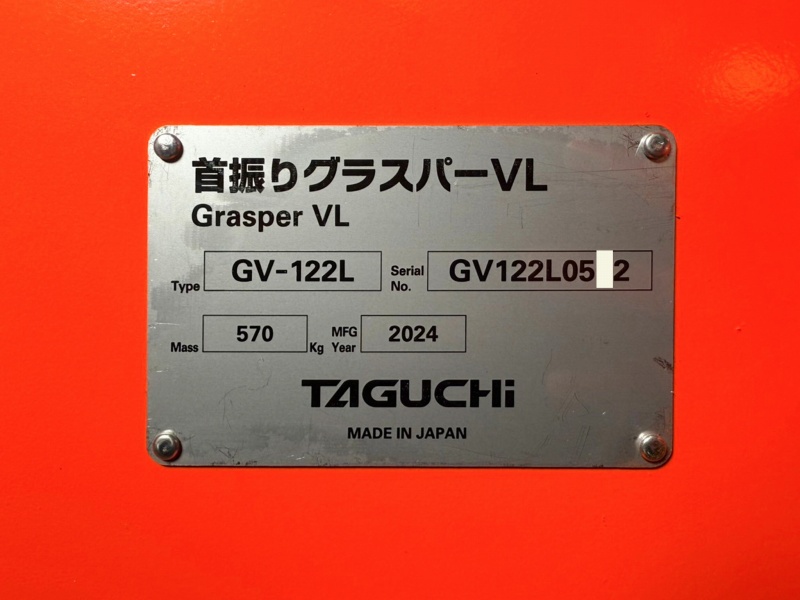 首振りグラスパーVL
Grasper VL
Type GV-122L Serial No.
Mass 570 Kg MFG Year 2024
TAGUCHi
MADE IN JAPAN